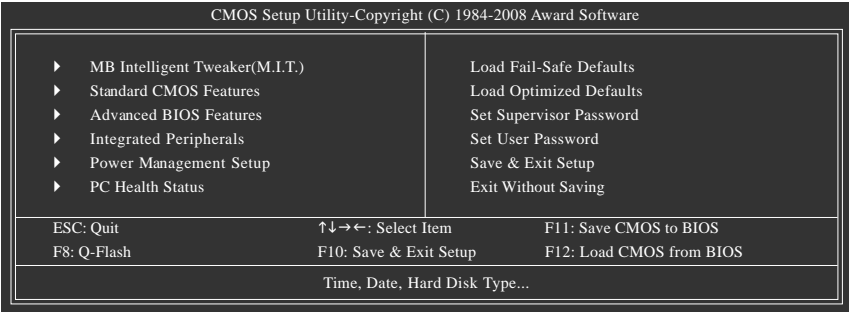 CMOS Setup Utility-Copyright (C) 1984-2008 Award Software
MB Intelligent Tweaker(M.I.T.)
Standard CMOS Features
Advanced BIOS Features
Integrated Peripherals
Power Management Setup
PC Health Status
Load Fail-Safe Defaults
Load Optimized Defaults
Set Supervisor Password
Set User Password
Save & Exit Setup
Exit Without Saving
ESC: Quit ↑↓→←: Select Item F11: Save CMOS to BIOS
F8: Q-Flash F10: Save & Exit Setup F12: Load CMOS from BIOS
Time, Date, Hard Disk Type...